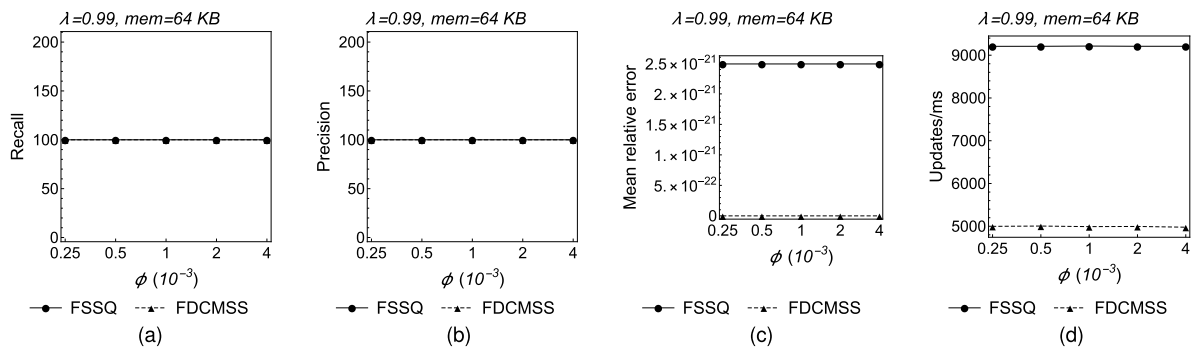 λ=0.99, mem=64 KB
200
150
100
50
0
Recall
0.25 0.5 1 2 4
ϕ (10⁻³)
FSSQ FDCMSS
(a)
λ=0.99, mem=64 KB
200
150
100
50
0
Precision
0.25 0.5 1 2 4
ϕ (10⁻³)
FSSQ FDCMSS
(b)
λ=0.99, mem=64 KB
2.5×10⁻²¹
2.×10⁻²¹
1.5×10⁻²¹
1.×10⁻²¹
5.×10⁻²²
0
Mean relative error
0.25 0.5 1 2 4
ϕ (10⁻³)
FSSQ FDCMSS
(c)
λ=0.99, mem=64 KB
9000
8000
7000
6000
5000
Updates/ms
0.25 0.5 1 2 4
ϕ (10⁻³)
FSSQ FDCMSS
(d)